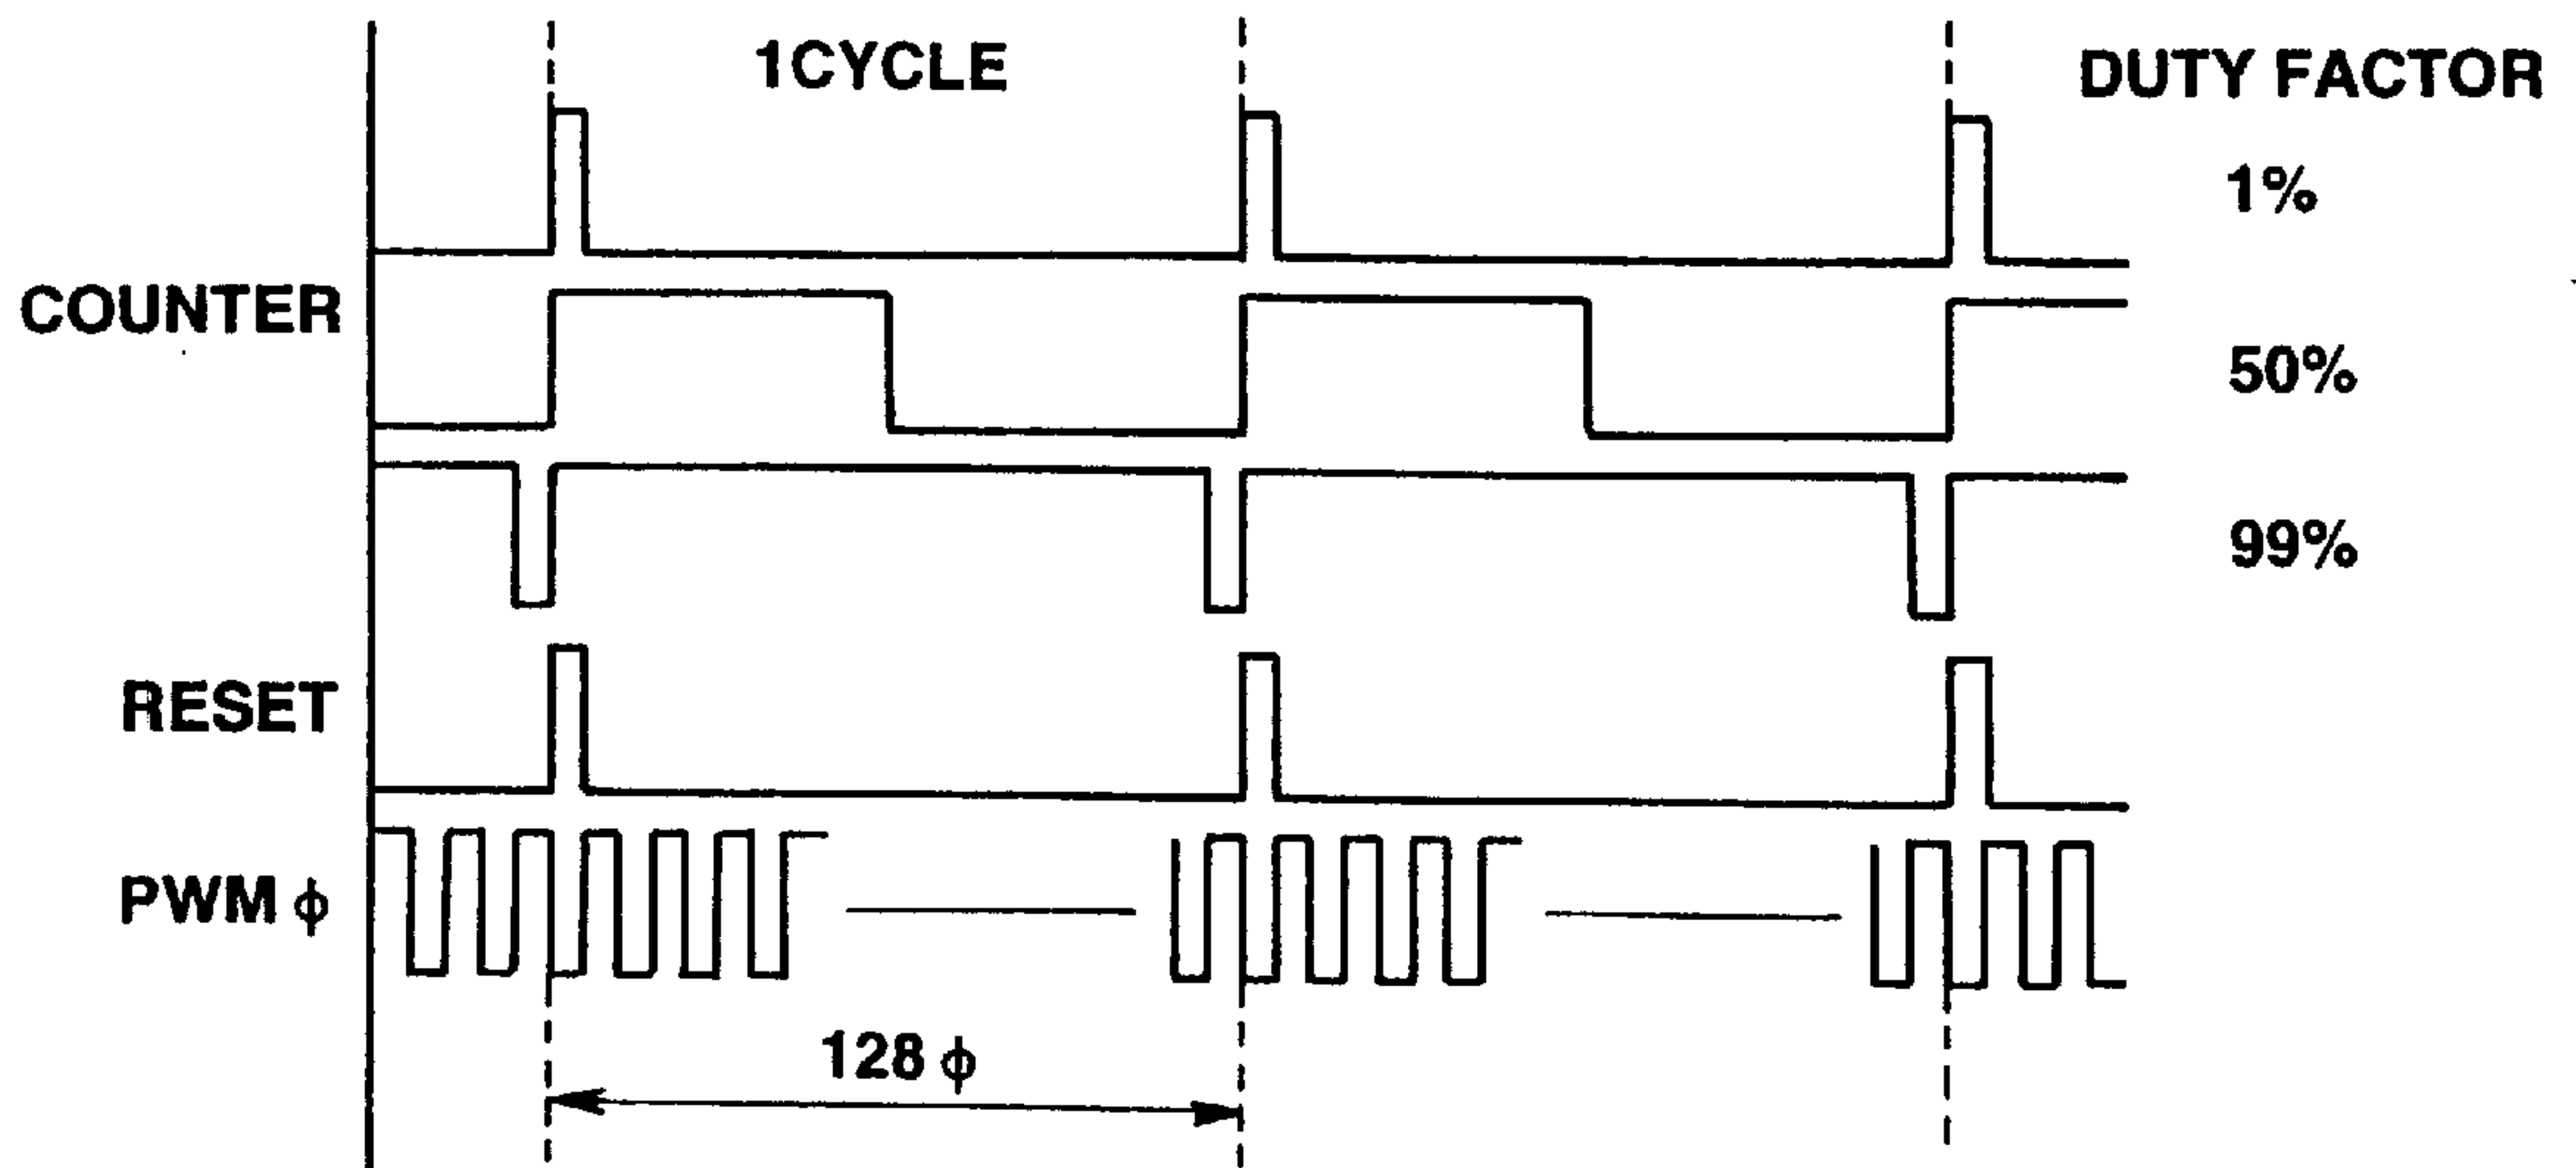 1CYCLE
DUTY FACTOR
1%
COUNTER
50%
99%
RESET
PWM ϕ
128 ϕ